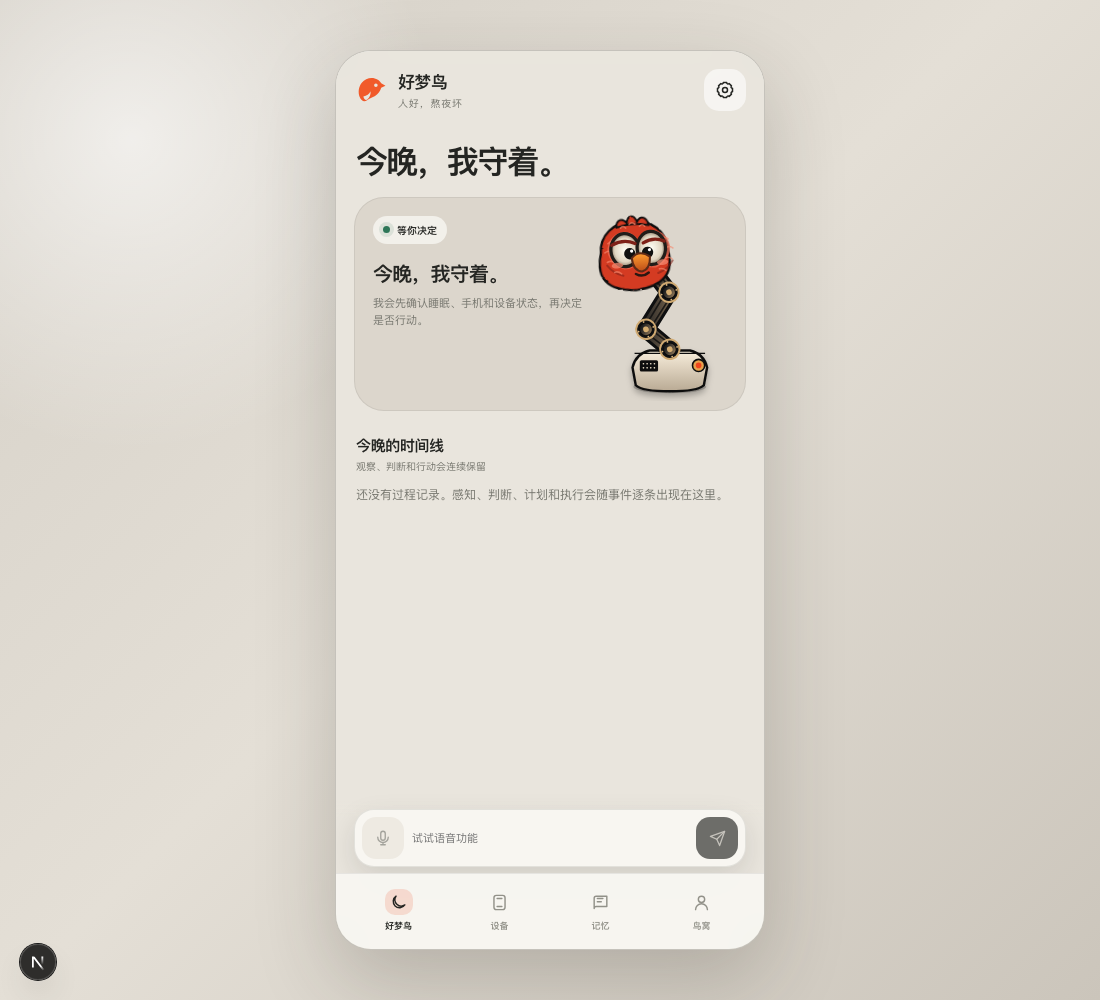 好梦鸟
人好，熬夜坏
今晚，我守着。
等你决定
今晚，我守着。
我会先确认睡眠、手机和设备状态，再决定
是否行动。
今晚的时间线
观察、判断和行动会连续保留
还没有过程记录。感知、判断、计划和执行会随事件逐条出现在这里。
试试语音功能
好梦鸟
设备
记忆
鸟窝
N